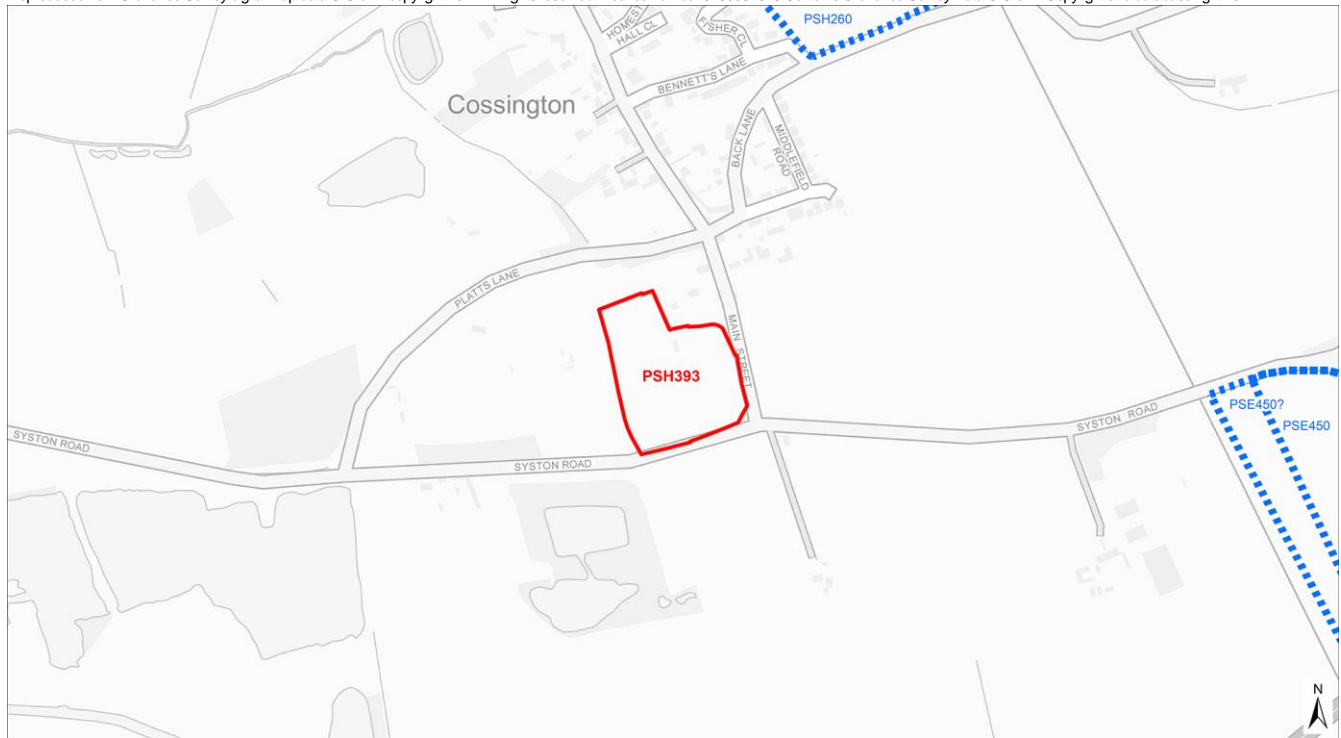 PSH260
HOMEST
HALL CL
FISHER CL
BENNETT'S LANE
Cossington
BACK LANE
MIDDLEFIELD
ROAD
PLATTS LANE
MAIN STREET
PSH393
PSE450?
PSE450
SYSTON ROAD
SYSTON ROAD
SYSTON ROAD
N